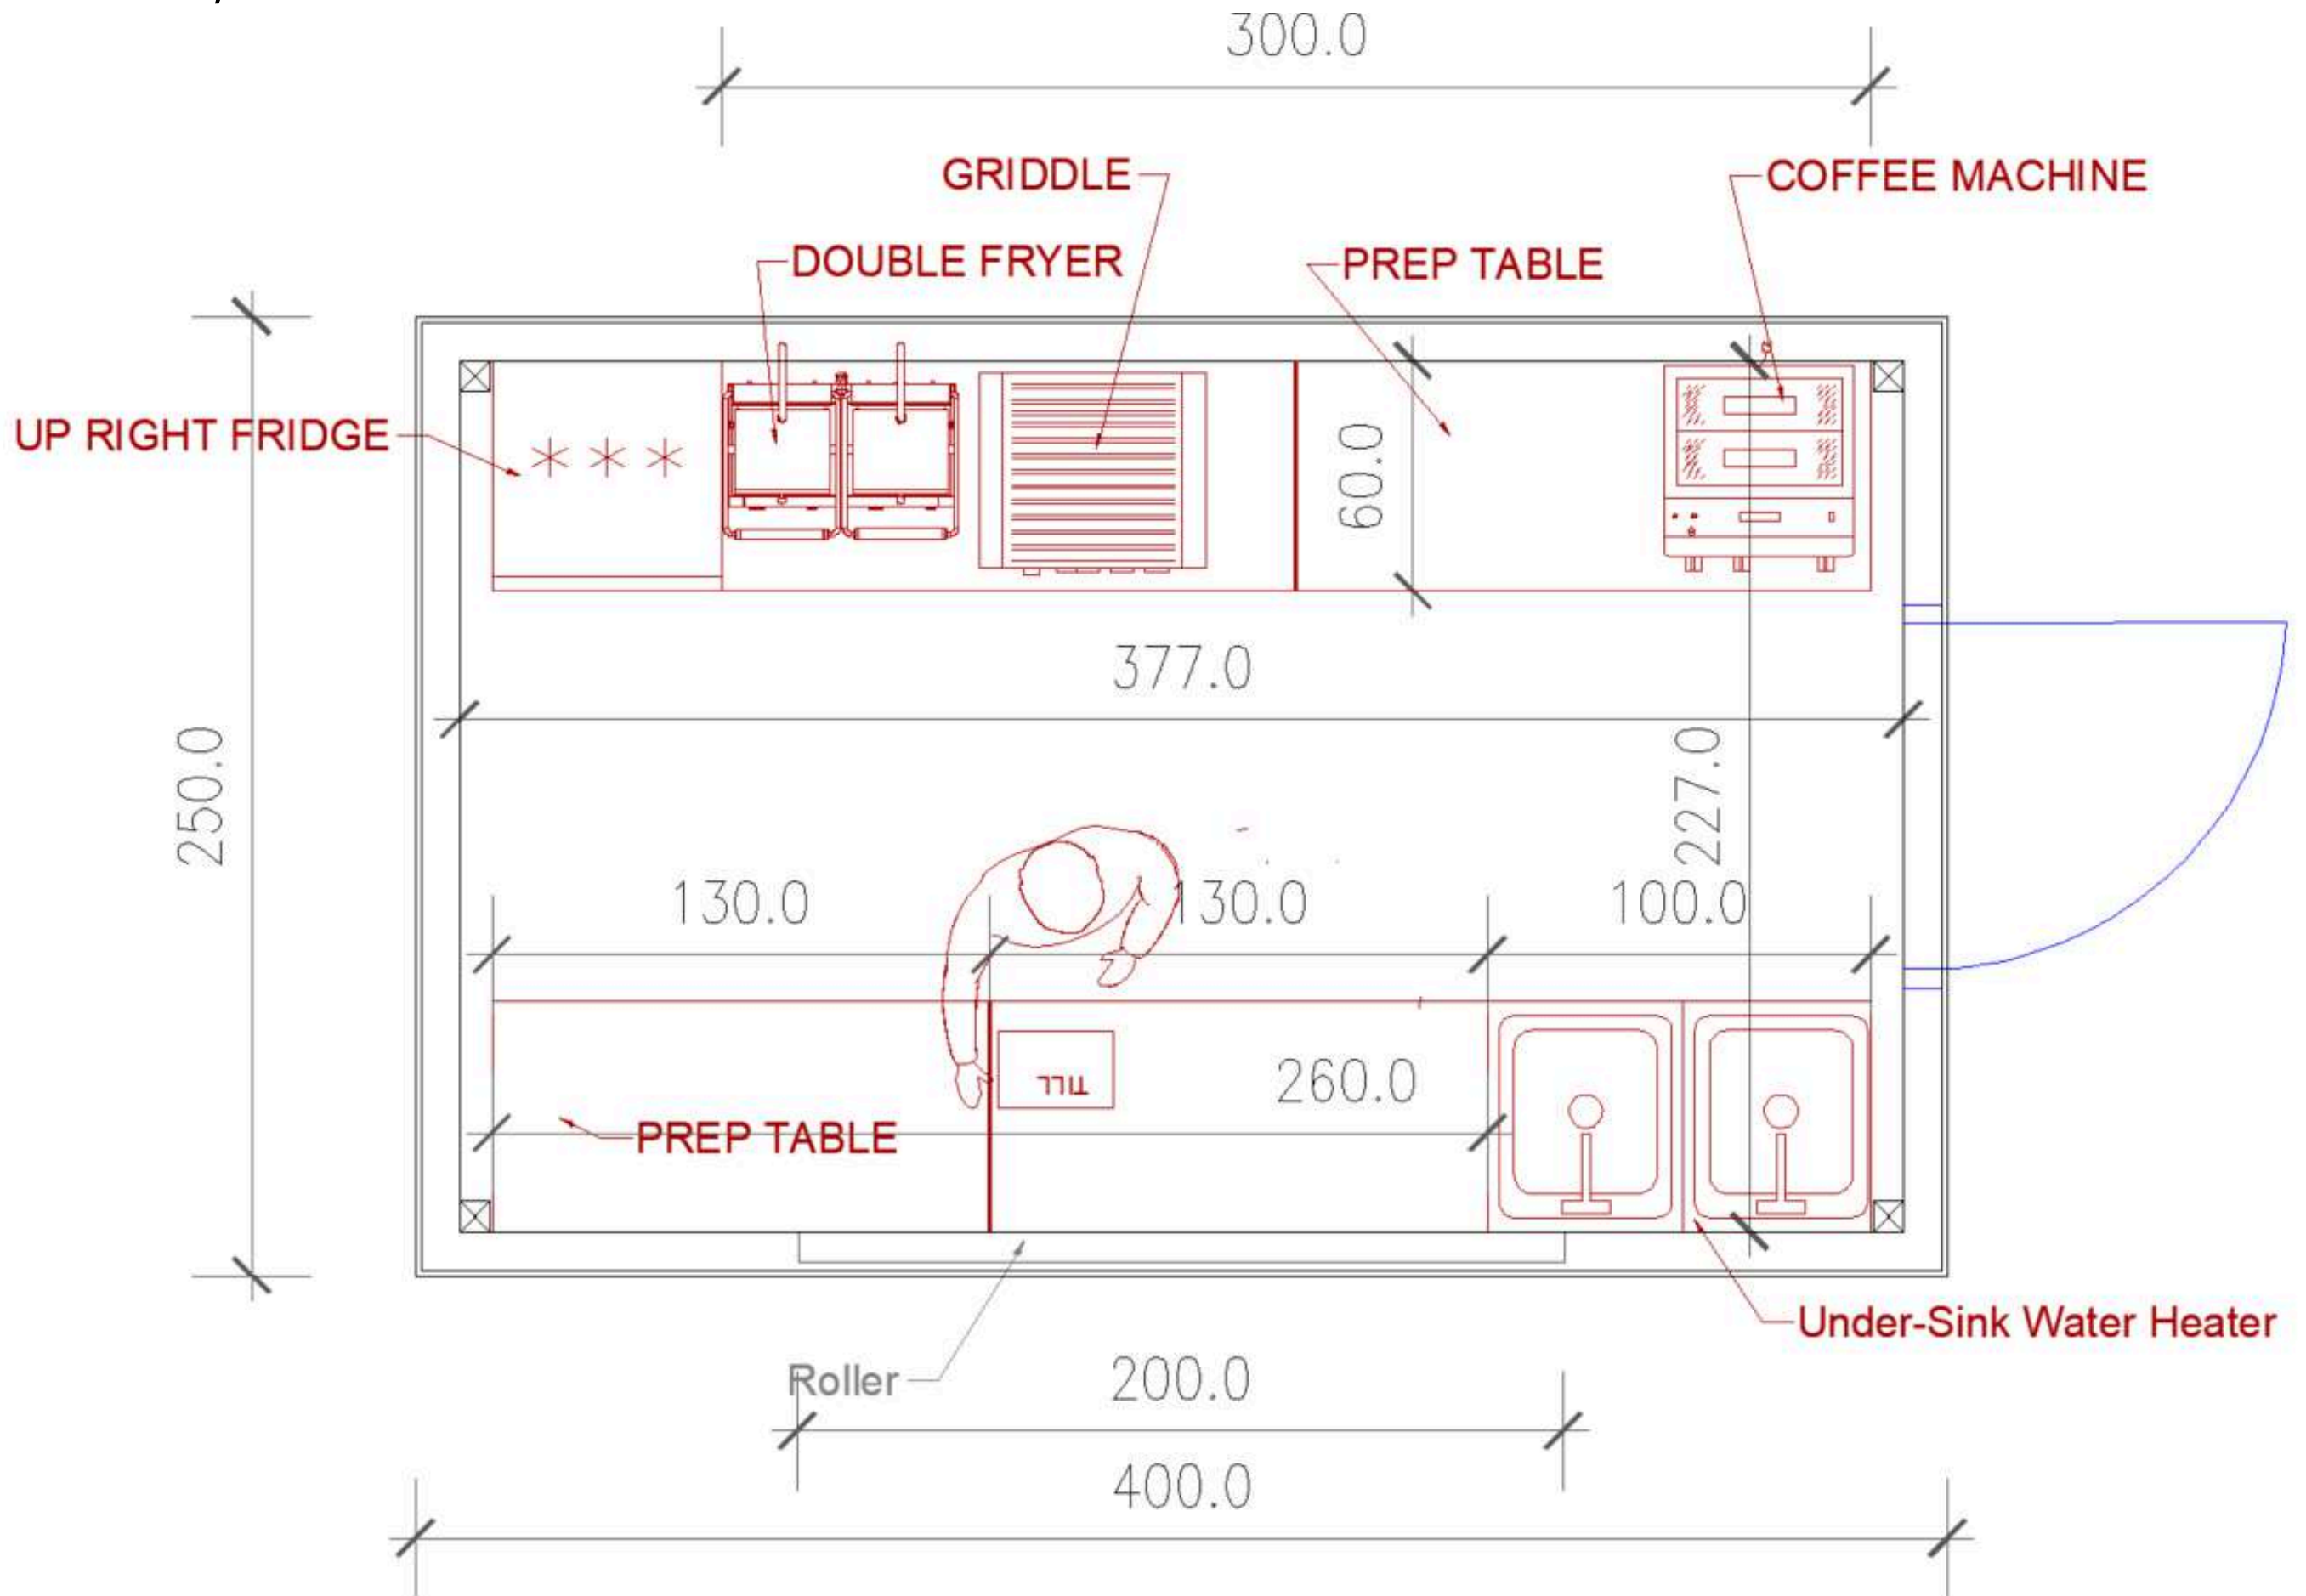 300.0
GRIDDLE
COFFEE MACHINE
DOUBLE FRYER
PREP TABLE
UP RIGHT FRIDGE
60.0
377.0
250.0
227.0
130.0
130.0
100.0
TILL
260.0
PREP TABLE
Under-Sink Water Heater
Roller
200.0
400.0